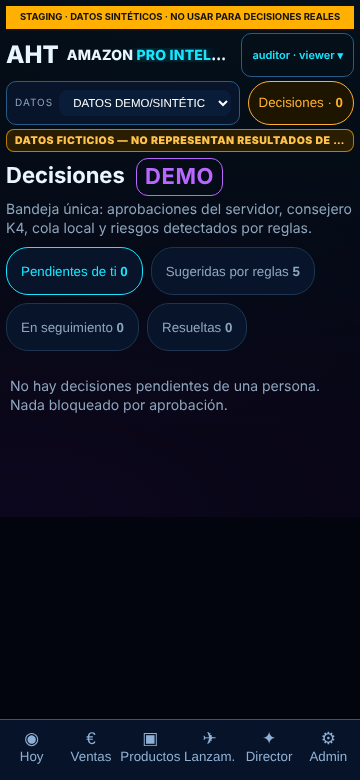 STAGING · DATOS SINTÉTICOS · NO USAR PARA DECISIONES REALES
AHT AMAZON PRO INTEL... auditor · viewer ▾
DATOS DATOS DEMO/SINTÉTIC Decisiones · 0
DATOS FICTICIOS — NO REPRESENTAN RESULTADOS DE ...
Decisiones DEMO
Bandeja única: aprobaciones del servidor, consejero
K4, cola local y riesgos detectados por reglas.
Pendientes de ti 0 Sugeridas por reglas 5
En seguimiento 0 Resueltas 0
No hay decisiones pendientes de una persona.
Nada bloqueado por aprobación.
Hoy Ventas Productos Lanzam. Director Admin